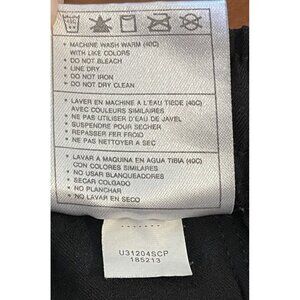 • MACHINE WASH WARM (40C)
WITH LIKE COLORS
• DO NOT BLEACH
• LINE DRY
• DO NOT IRON
• DO NOT DRY CLEAN
• LAVER EN MACHINE A L'EAU TIEDE (40C)
AVEC COULEURS SIMILAIRES
• NE PAS UTILISER D'EAU DE JAVEL
• SUSPENDRE POUR SECHER
• REPASSER FER FROID
• NE PAS NETTOYER A SEC
• LAVAR A MAQUINA EN AGUA TIBIA (40C)
CON COLORES SIMILARES
• NO USAR BLANQUEADORES
• SECAR COLGADO
• NO PLANCHAR
• NO LAVAR EN SECO
U31204SCP
185213